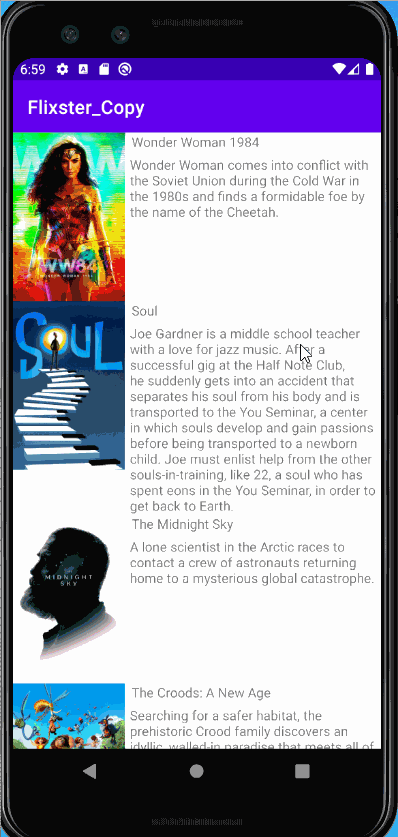 6:59
Flixster_Copy
Wonder Woman 1984
Wonder Woman comes into conflict with
the Soviet Union during the Cold War in
the 1980s and finds a formidable foe by
the name of the Cheetah.
WW84
Soul
SOUL
Joe Gardner is a middle school teacher
with a love for jazz music. After a
successful gig at the Half Note Club,
he suddenly gets into an accident that
separates his soul from his body and is
transported to the You Seminar, a center
in which souls develop and gain passions
before being transported to a newborn
child. Joe must enlist help from the other
souls-in-training, like 22, a soul who has
spent eons in the You Seminar, in order to
get back to Earth.
The Midnight Sky
MIDNIGHT
SKY
A lone scientist in the Arctic races to
contact a crew of astronauts returning
home to a mysterious global catastrophe.
The Croods: A New Age
Searching for a safer habitat, the
prehistoric Crood family discovers an
idyllic, walled-in paradise that meets all of